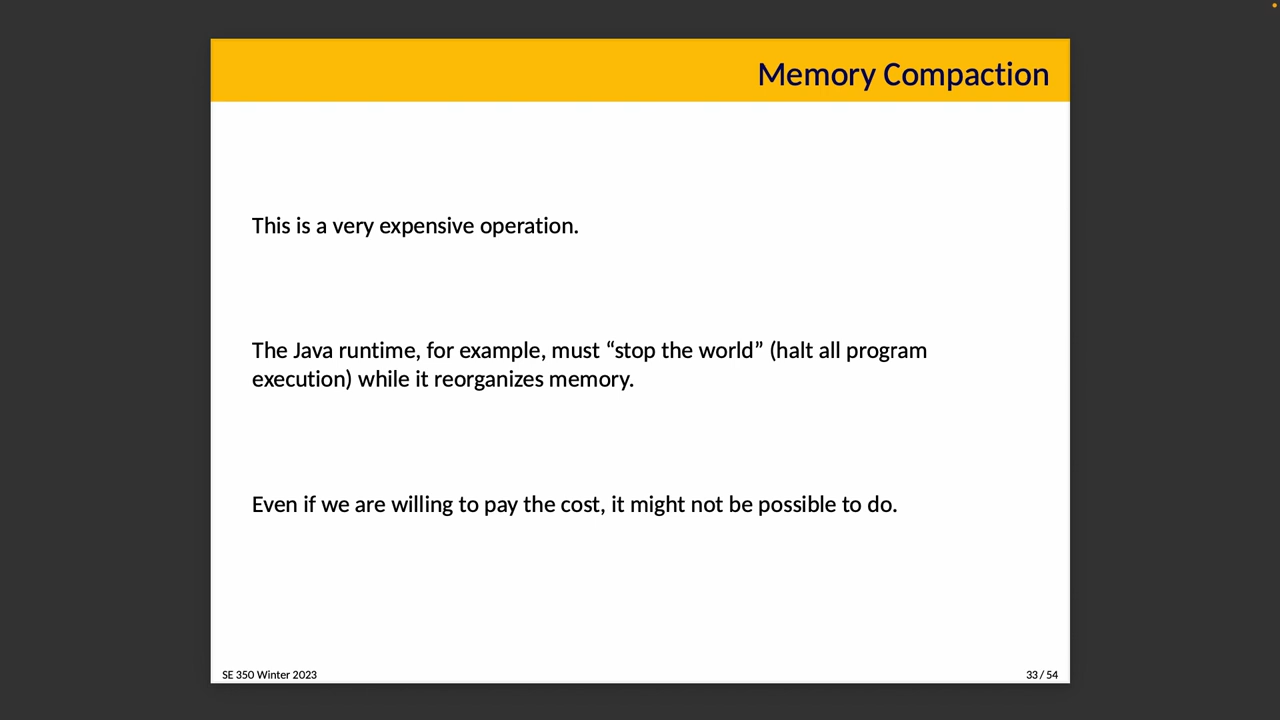 Memory Compaction
This is a very expensive operation.
The Java runtime, for example, must “stop the world” (halt all program
execution) while it reorganizes memory.
Even if we are willing to pay the cost, it might not be possible to do.
SE 350 Winter 2023
33 / 54